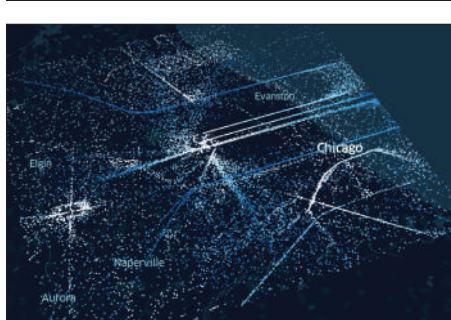 Evanston
Chicago
Elgin
Naperville
Aurora